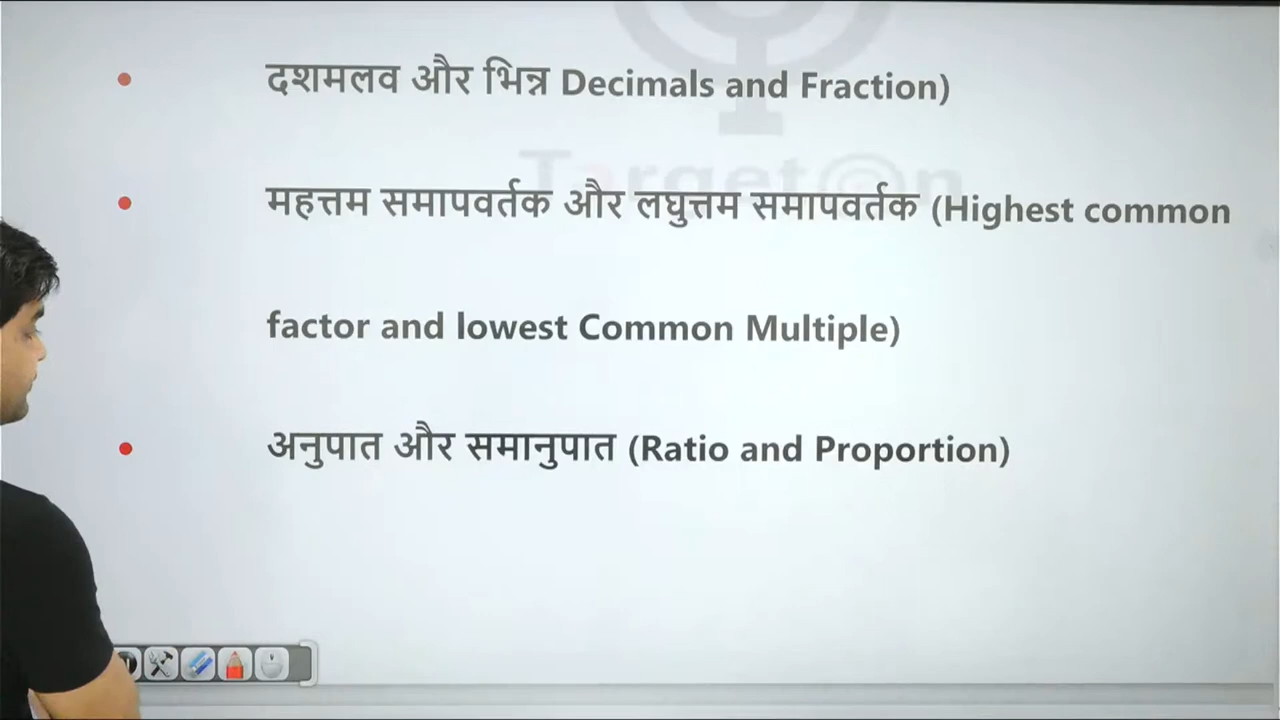 दशमलव और भिन्न Decimals and Fraction)
Target@n
महत्तम समापवर्तक और लघुत्तम समापवर्तक (Highest common
factor and lowest Common Multiple)
अनुपात और समानुपात (Ratio and Proportion)